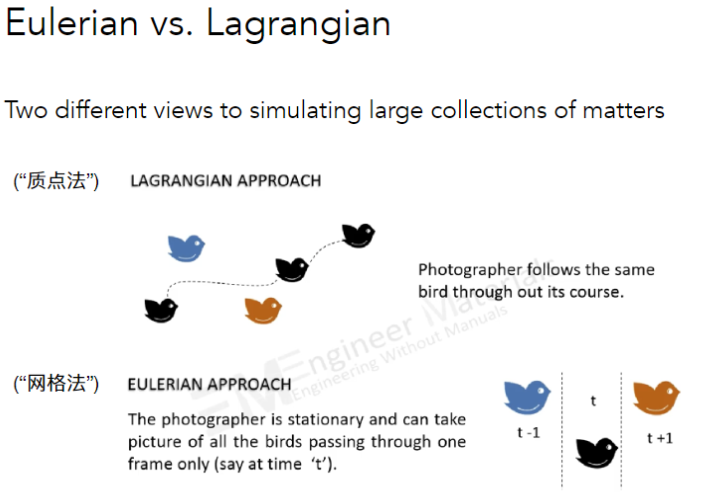 Eulerian vs. Lagrangian
Two different views to simulating large collections of matters
(“质点法”) LAGRANGIAN APPROACH
Photographer follows the same
bird through out its course.
Engineer Materials
Engineering Without Manuals
(“网格法”) EULERIAN APPROACH
The photographer is stationary and can take
picture of all the birds passing through one
frame only (say at time ‘t’).
t -1
t
t +1